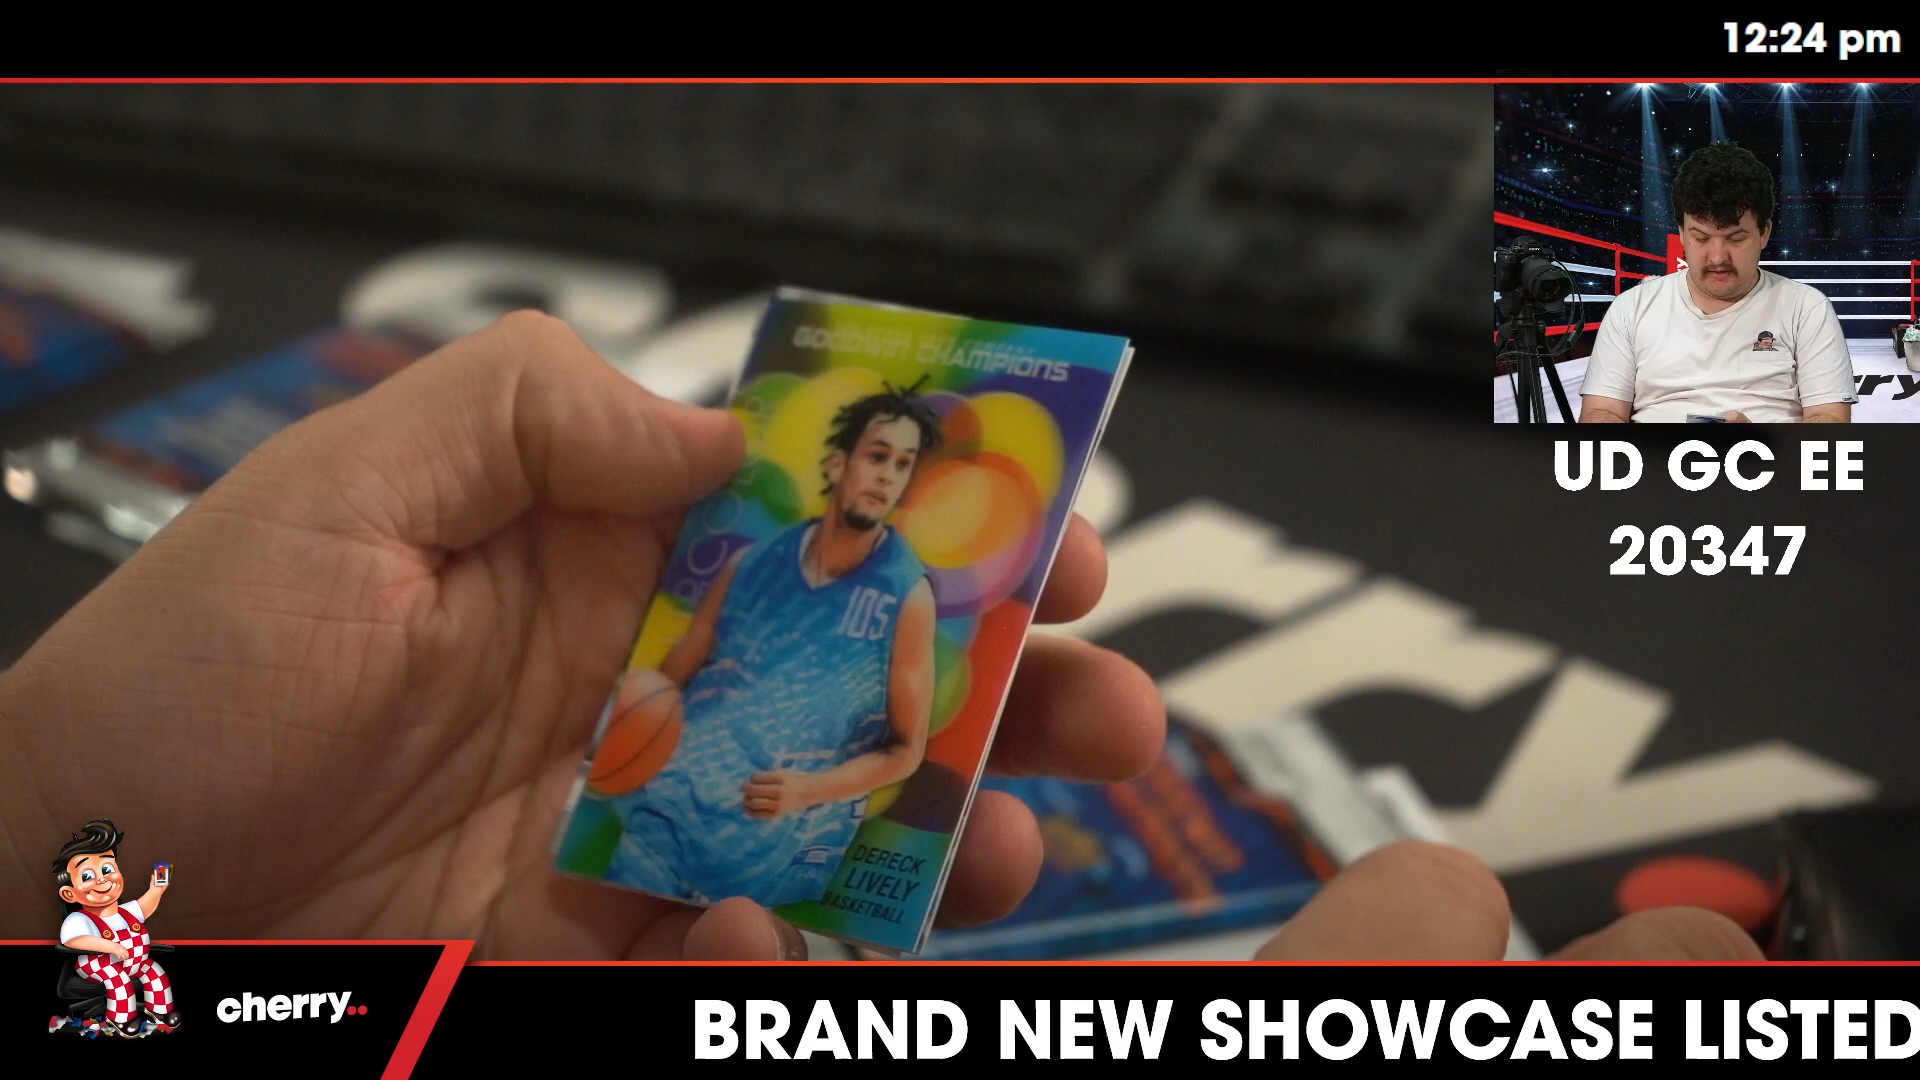 12:24 pm
GOODWIN CHAMPIONS
105
DERECK
LIVELY
BASKETBALL
UD GC EE
20347
cherry..
BRAND NEW SHOWCASE LISTED